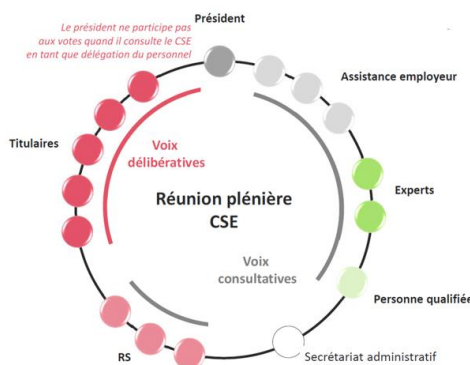 Le président ne participe pas
aux votes quand il consulte le CSE
en tant que délégation du personnel
Président
Assistance employeur
Titulaires
Voix
délibératives
Experts
Réunion plénière
CSE
Voix
consultatives
Personne qualifiée
RS
Secrétariat administratif